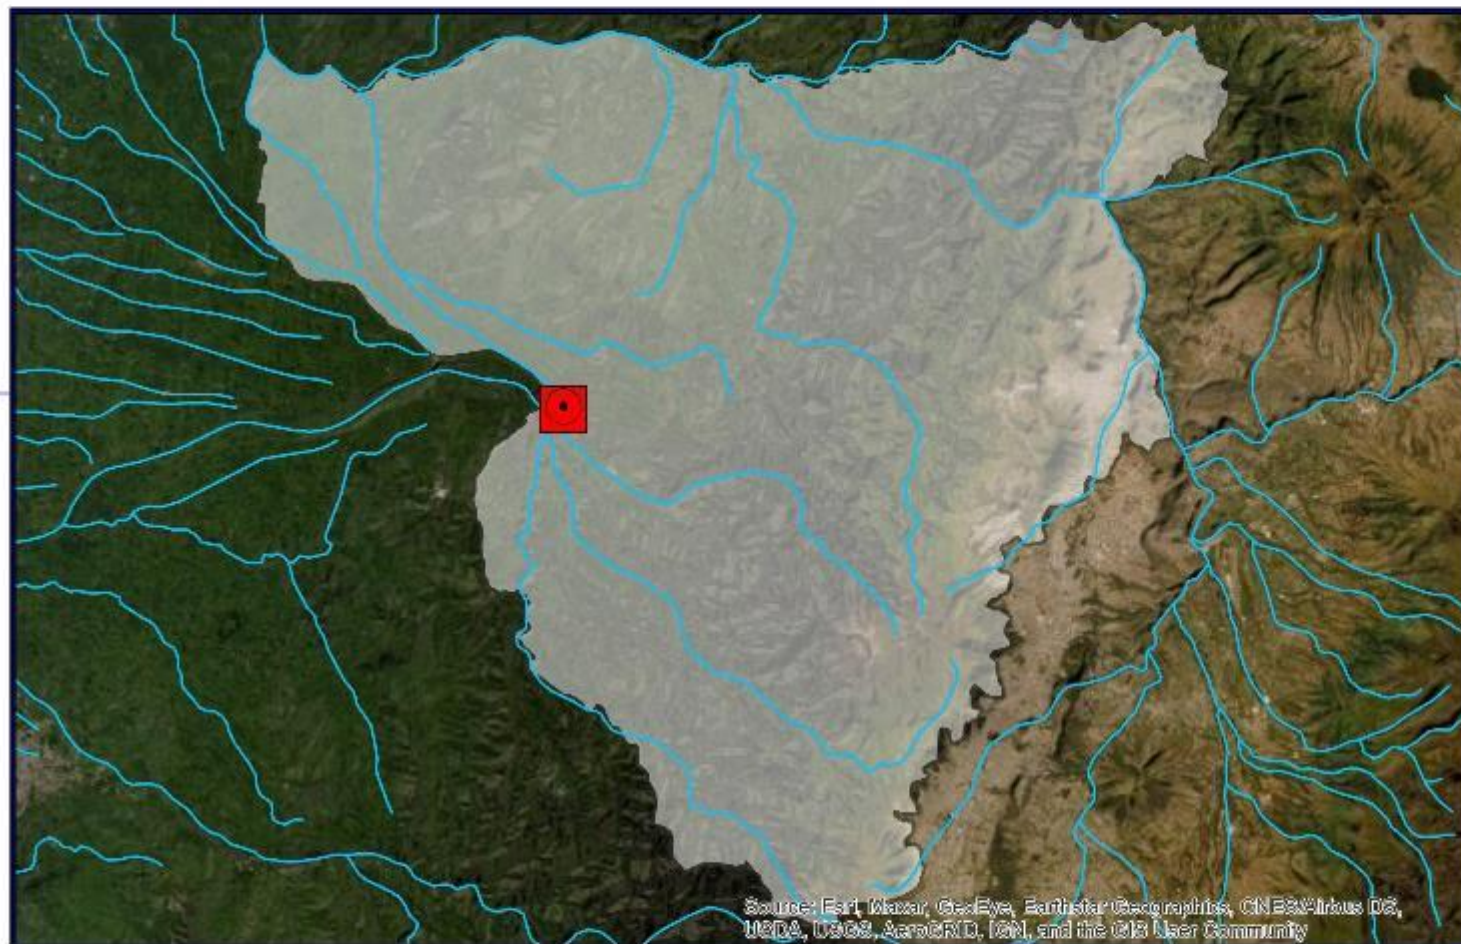 Source: Esri, Maxar, GeoEye, Earthstar Geographics, CNES/Airbus DS,
USDA, USGS, AeroGRID, IGN, and the GIS User Community